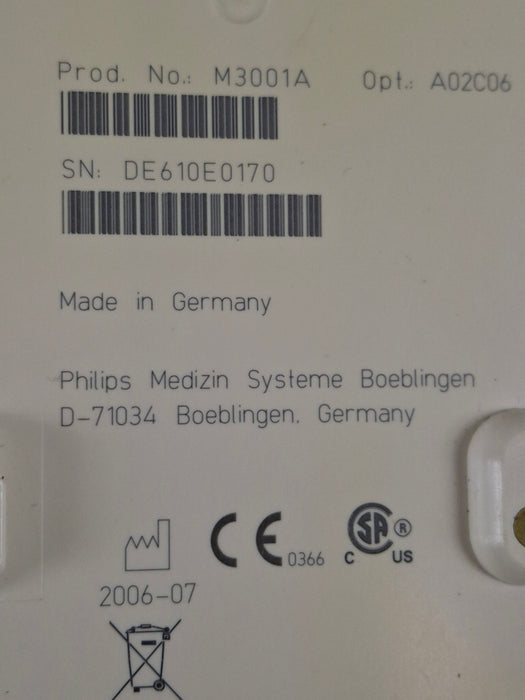 Prod. No.: M3001A Opt.: A02C06
SN: DE610E0170
Made in Germany
Philips Medizin Systeme Boeblingen
D-71034 Boeblingen, Germany
CE 0366
C SA ® US
2006-07